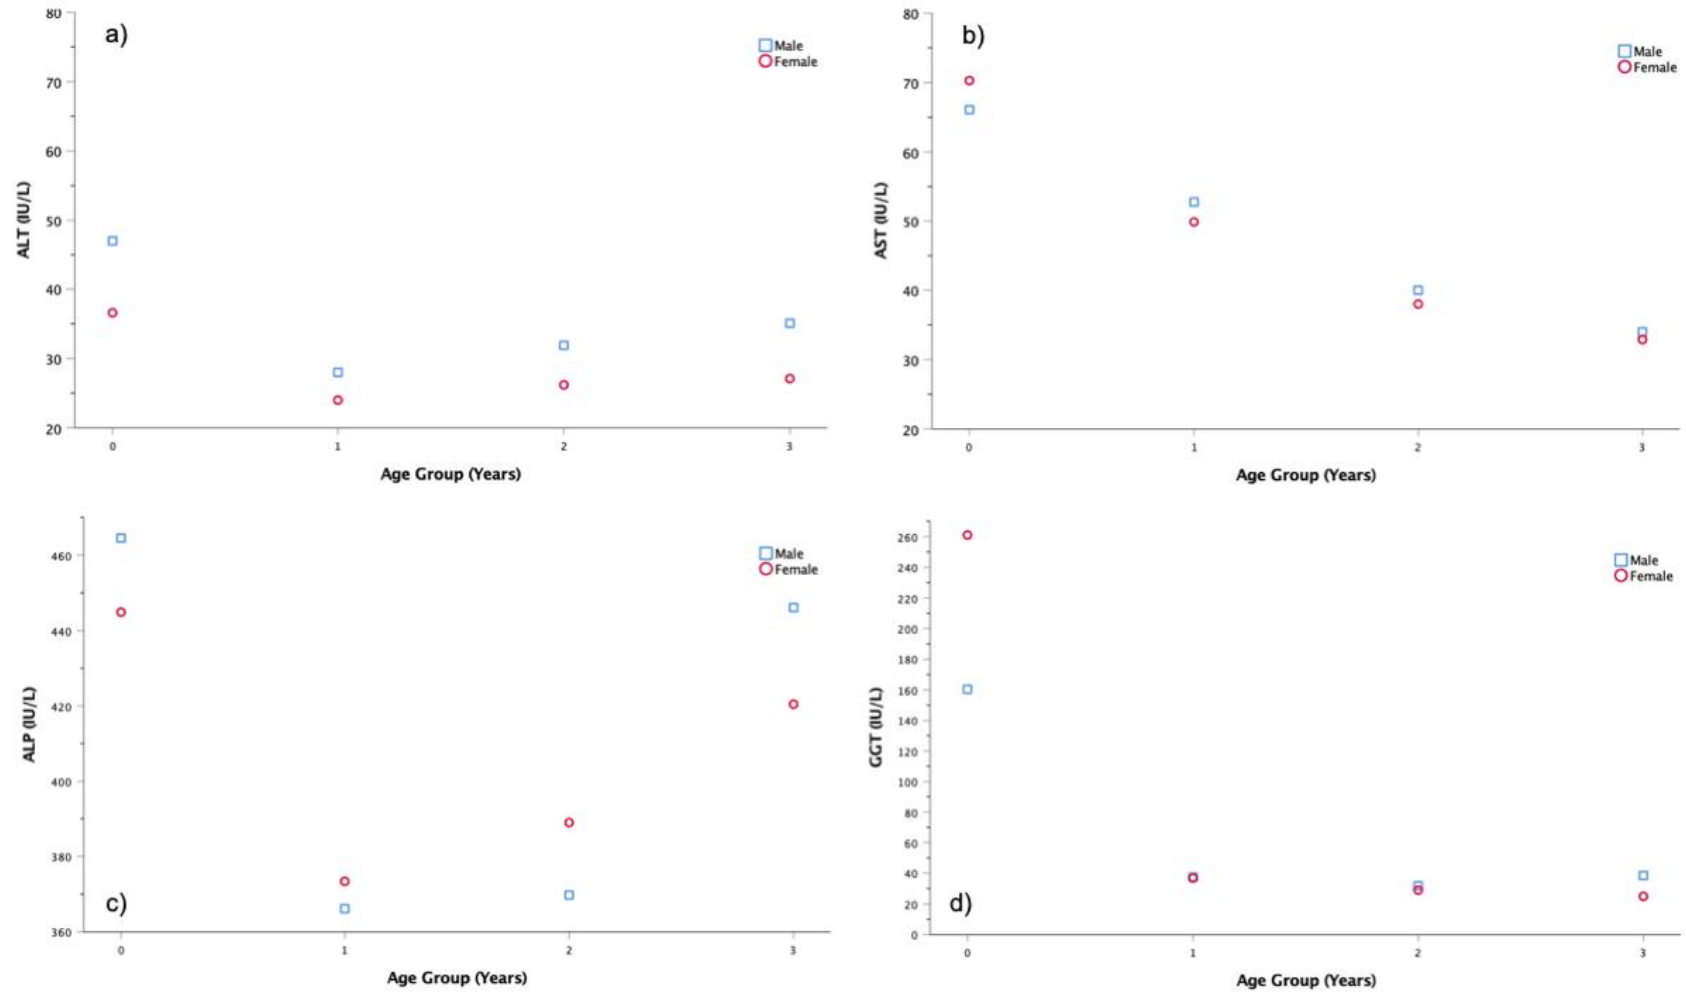 a)
Male
Female
80
70
60
50
40
30
20
ALT (IU/L)
0 1 2 3
Age Group (Years)
b)
Male
Female
80
70
60
50
40
30
20
AST (IU/L)
0 1 2 3
Age Group (Years)
Male
Female
460
440
420
400
380
360
ALP (IU/L)
c)
0 1 2 3
Age Group (Years)
Male
Female
260
240
220
200
180
160
140
120
100
80
60
40
20
0
GGT (IU/L)
d)
0 1 2 3
Age Group (Years)